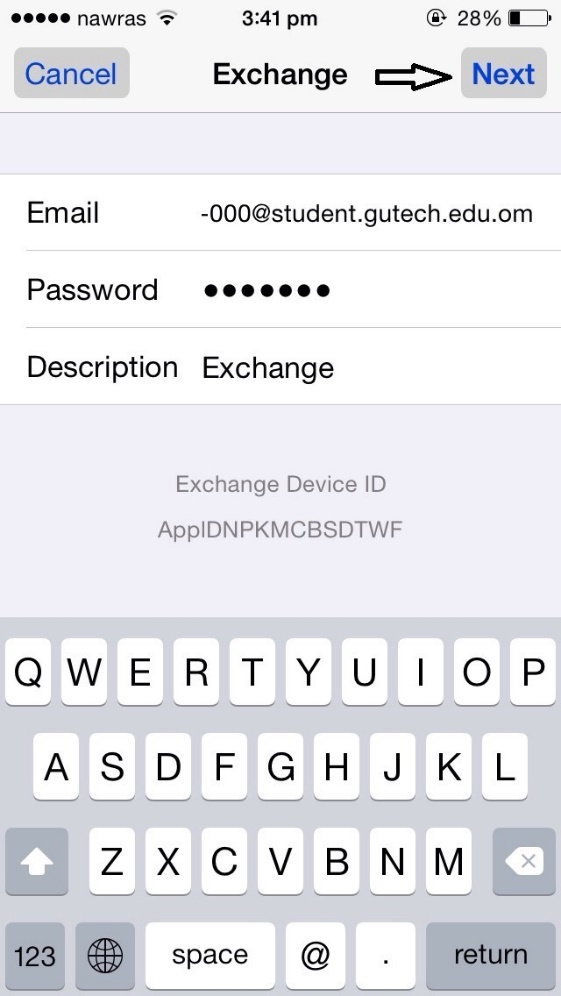 nawras 3:41 pm 28%
Cancel Exchange Next
Email -000@student.gutech.edu.om
Password •••••••
Description Exchange
Exchange Device ID
ApplDNPKMCBSDTWF
Q W E R T Y U I O P
A S D F G H J K L
Z X C V B N M
123 space @ . return